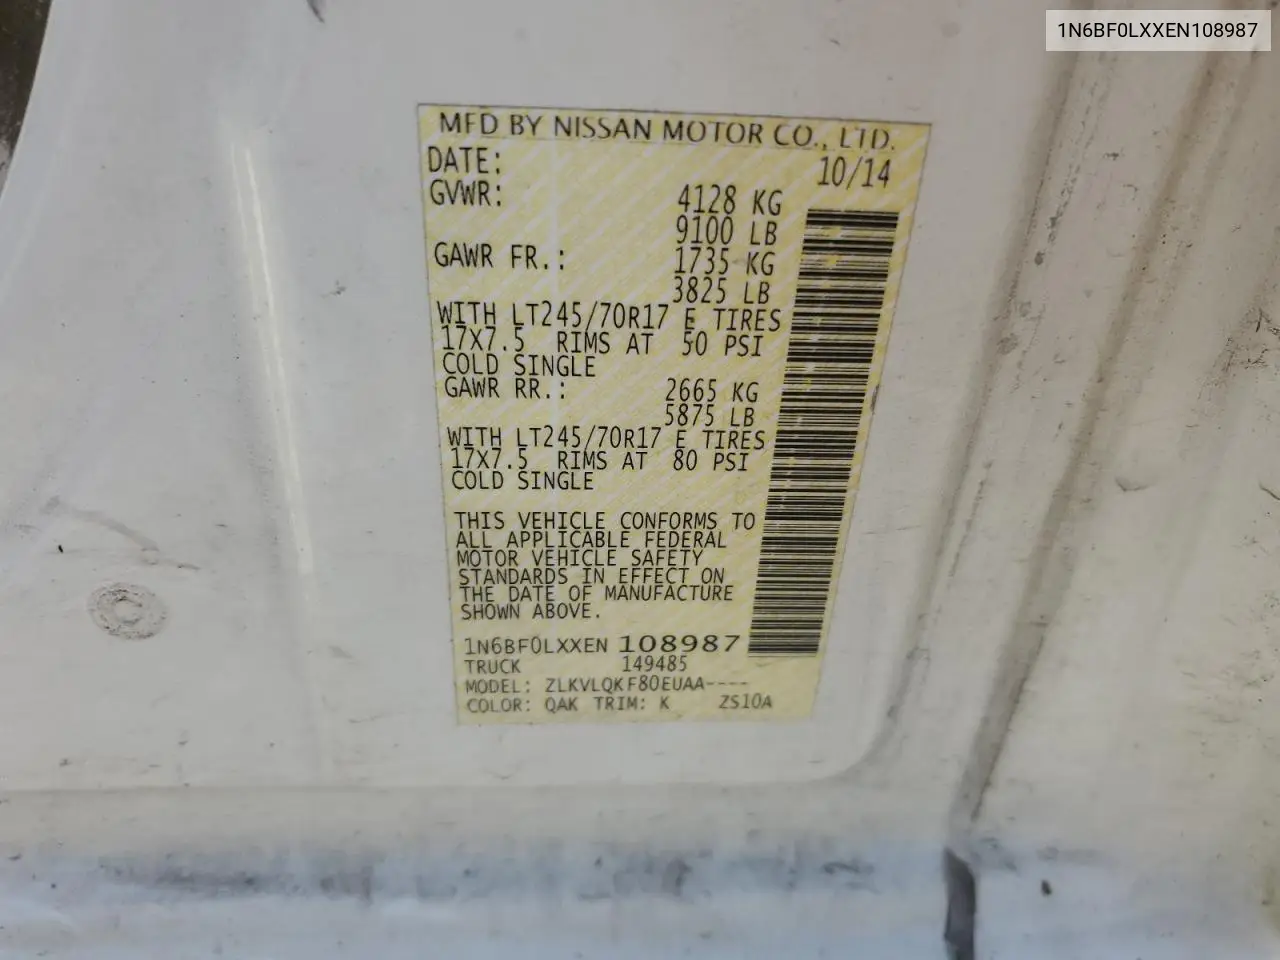 1N6BF0LXXEN108987
MFD BY NISSAN MOTOR CO., LTD.
DATE: 10/14
GVWR: 4128 KG
9100 LB
GAWR FR.: 1735 KG
3825 LB
WITH LT245/70R17 E TIRES
17X7.5 RIMS AT 50 PSI
COLD SINGLE
GAWR RR.: 2665 KG
5875 LB
WITH LT245/70R17 E TIRES
17X7.5 RIMS AT 80 PSI
COLD SINGLE
THIS VEHICLE CONFORMS TO
ALL APPLICABLE FEDERAL
MOTOR VEHICLE SAFETY
STANDARDS IN EFFECT ON
THE DATE OF MANUFACTURE
SHOWN ABOVE.
1N6BF0LXXEN 108987
TRUCK 149485
MODEL: ZLKVLQKF80EUAA----
COLOR: QAK TRIM: K ZS10A